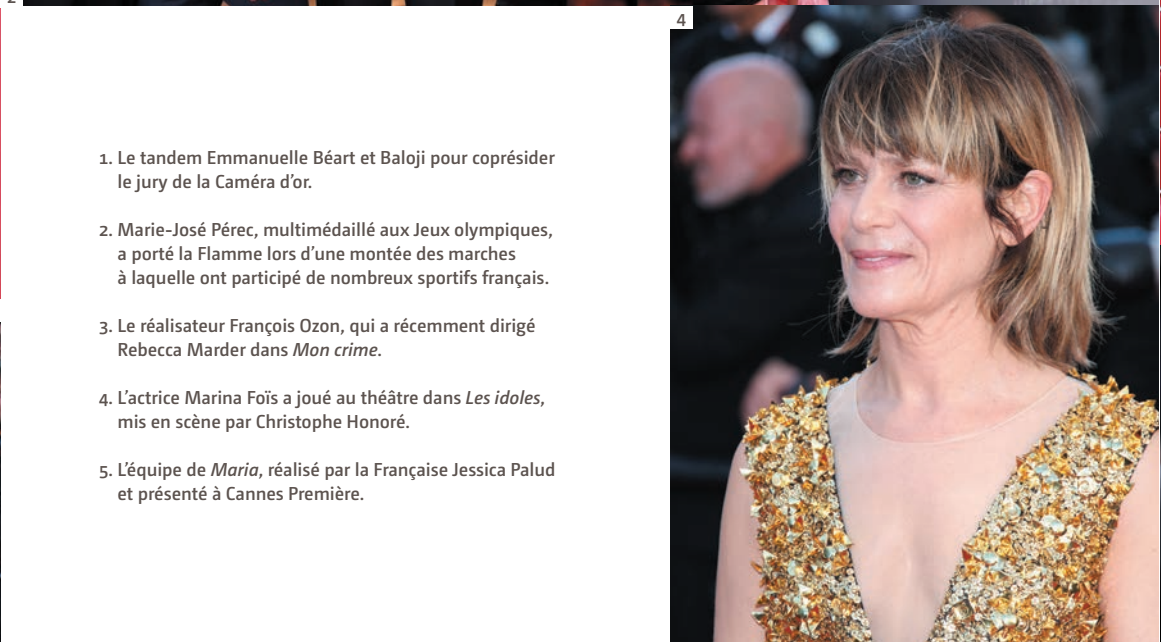 2
4
1. Le tandem Emmanuelle Béart et Baloji pour coprésider
le jury de la Caméra d’or.
2. Marie-José Pérec, multimédaillé aux Jeux olympiques,
a porté la Flamme lors d’une montée des marches
à laquelle ont participé de nombreux sportifs français.
3. Le réalisateur François Ozon, qui a récemment dirigé
Rebecca Marder dans Mon crime.
4. L’actrice Marina Foïs a joué au théâtre dans Les idoles,
mis en scène par Christophe Honoré.
5. L’équipe de Maria, réalisé par la Française Jessica Palud
et présenté à Cannes Première.